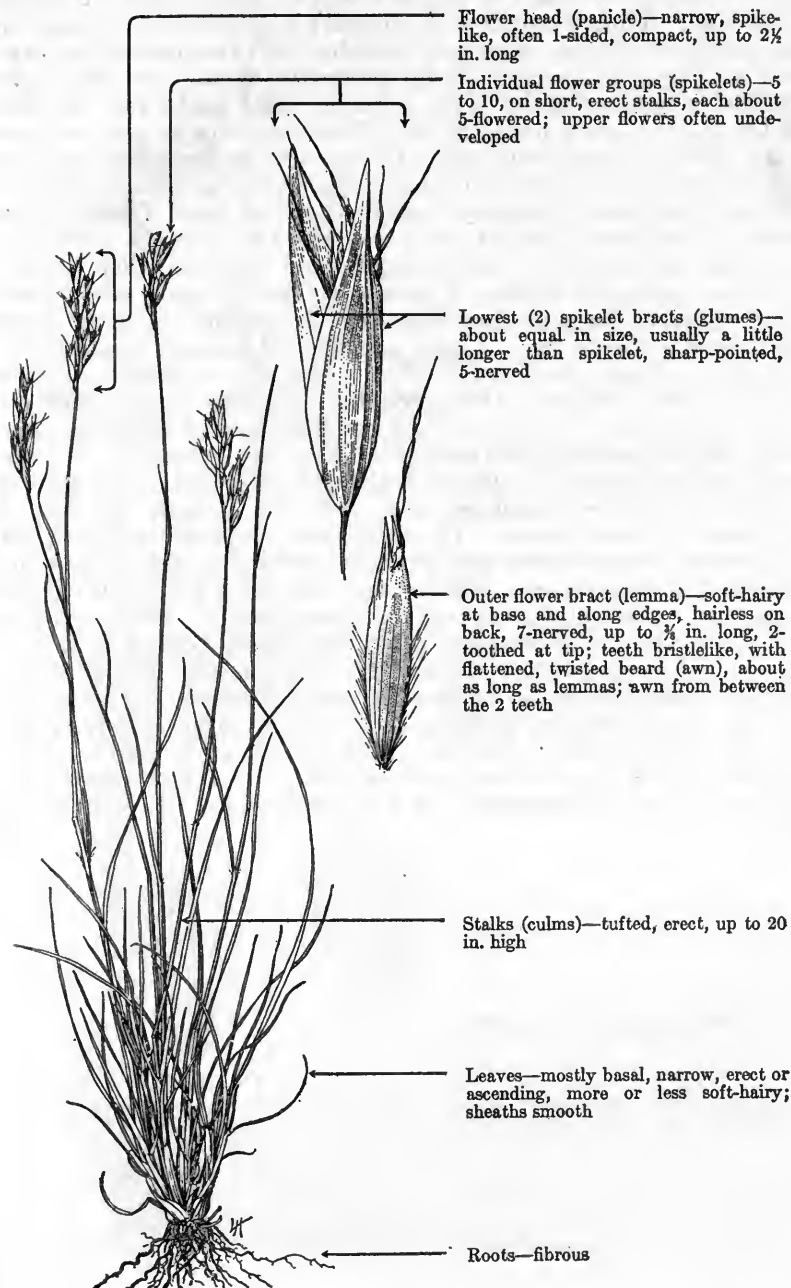 Flower head (panicle)—narrow, spike-
like, often 1-sided, compact, up to 2½
in. long
Individual flower groups (spikelets)—5
to 10, on short, erect stalks, each about
5-flowered; upper flowers often unde-
veloped
Lowest (2) spikelet bracts (glumes)—
about equal in size, usually a little
longer than spikelet, sharp-pointed,
5-nerved
Outer flower bract (lemma)—soft-hairy
at base and along edges, hairless on
back, 7-nerved, up to in. long, 2-
toothed at tip; teeth bristlelike, with
flattened, twisted beard (awn), about
as long as lemmas; awn from between
the 2 teeth
Stalks (culms)—tufted, erect, up to 20
in. high
Leaves—mostly basal, narrow, erect or
ascending, more or less soft-hairy;
sheaths smooth
Roots—fibrous